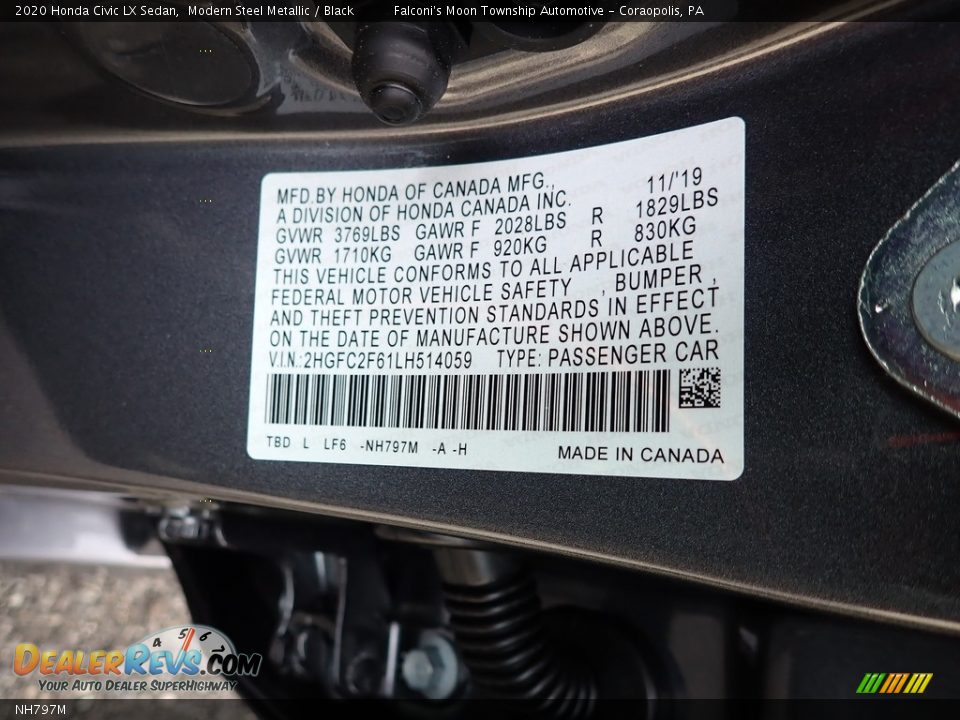 2020 Honda Civic LX Sedan,  Modern Steel Metallic / Black        Falconi's Moon Township Automotive - Coraopolis, PA
MFD.BY HONDA OF CANADA MFG.,  11/'19
A DIVISION OF HONDA CANADA INC.
GVWR 3769LBS GAWR F 2028LBS R 1829LBS
GVWR 1710KG GAWR F 920KG R 830KG
THIS VEHICLE CONFORMS TO ALL APPLICABLE
FEDERAL MOTOR VEHICLE SAFETY , BUMPER ,
AND THEFT PREVENTION STANDARDS IN EFFECT
ON THE DATE OF MANUFACTURE SHOWN ABOVE.
V.I.N.:2HGFC2F61LH514059 TYPE: PASSENGER CAR
TBD L LF6 -NH797M -A -H MADE IN CANADA
4 5 6
DEALERREVS.COM
YOUR AUTO DEALER SUPERHIGHWAY
NH797M